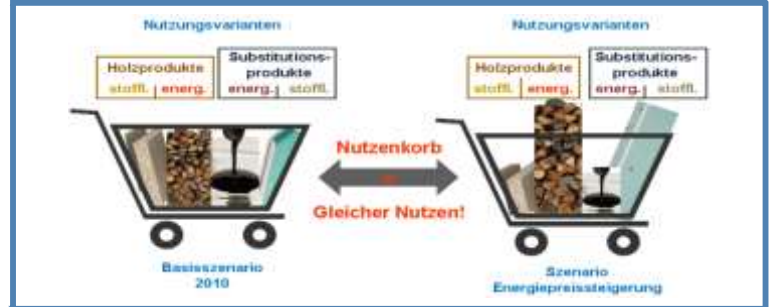 Nutzungsvarianten
Holzprodukte
stoffl. energ.
Substitutions-
produkte
energ. stoffl.
Nutzungsvarianten
Holzprodukte
stoffl. energ.
Substitutions-
produkte
energ. stoffl.
Nutzenkorb
Gleicher Nutzen!
Basisszenario
2010
Szenario
Energiepreissteigerung